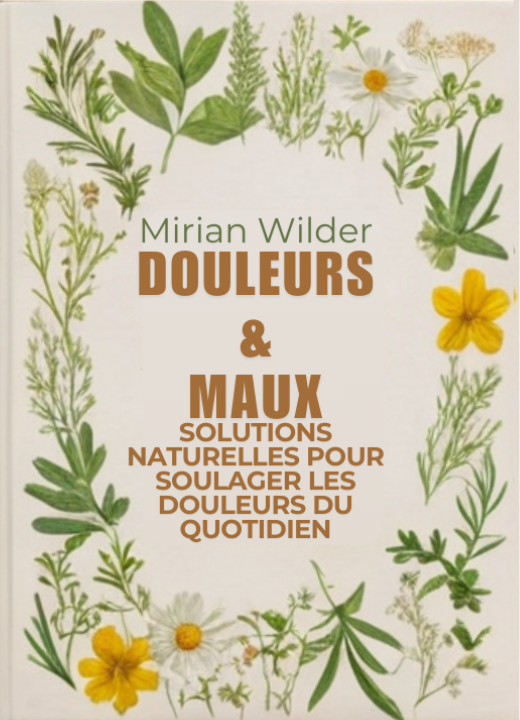 Mirian Wilder
DOULEURS
&
MAUX
SOLUTIONS
NATURELLES POUR
SOULAGER LES
DOULEURS DU
QUOTIDIEN